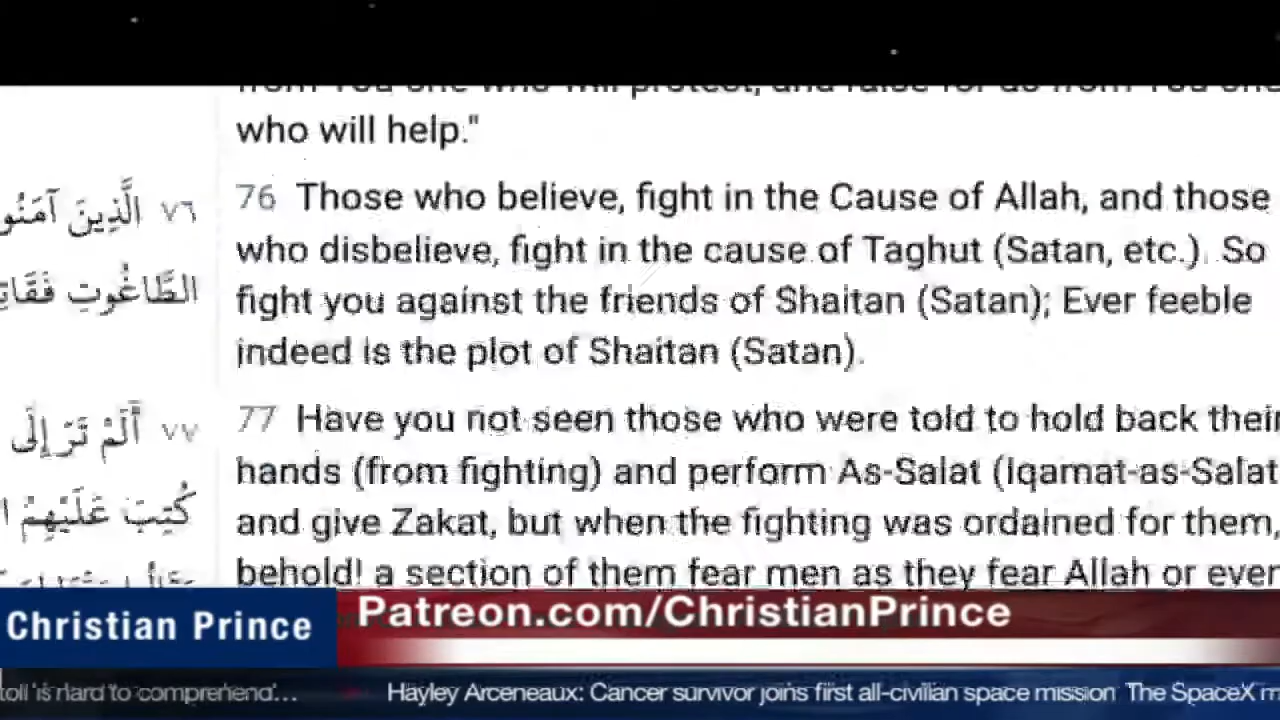 who will help."
76 Those who believe, fight in the Cause of Allah, and those
who disbelieve, fight in the cause of Taghut (Satan, etc.). So
fight you against the friends of Shaitan (Satan); Ever feeble
indeed is the plot of Shaitan (Satan).
٧٦ الَّذِينَ آمَنُو
الطَّاغُوتِ فَقَاتِ
77 Have you not seen those who were told to hold back their
hands (from fighting) and perform As-Salat (Iqamat-as-Salat
and give Zakat, but when the fighting was ordained for them,
behold! a section of them fear men as they fear Allah or even
٧٧ أَلَمْ تَرَ إِلَى
كُتِبَ عَلَيْهِمُ ا
Christian Prince
Patreon.com/ChristianPrince
toll 'is hard to comprehend'... Hayley Arceneaux: Cancer survivor joins first all-civilian space mission The SpaceX m